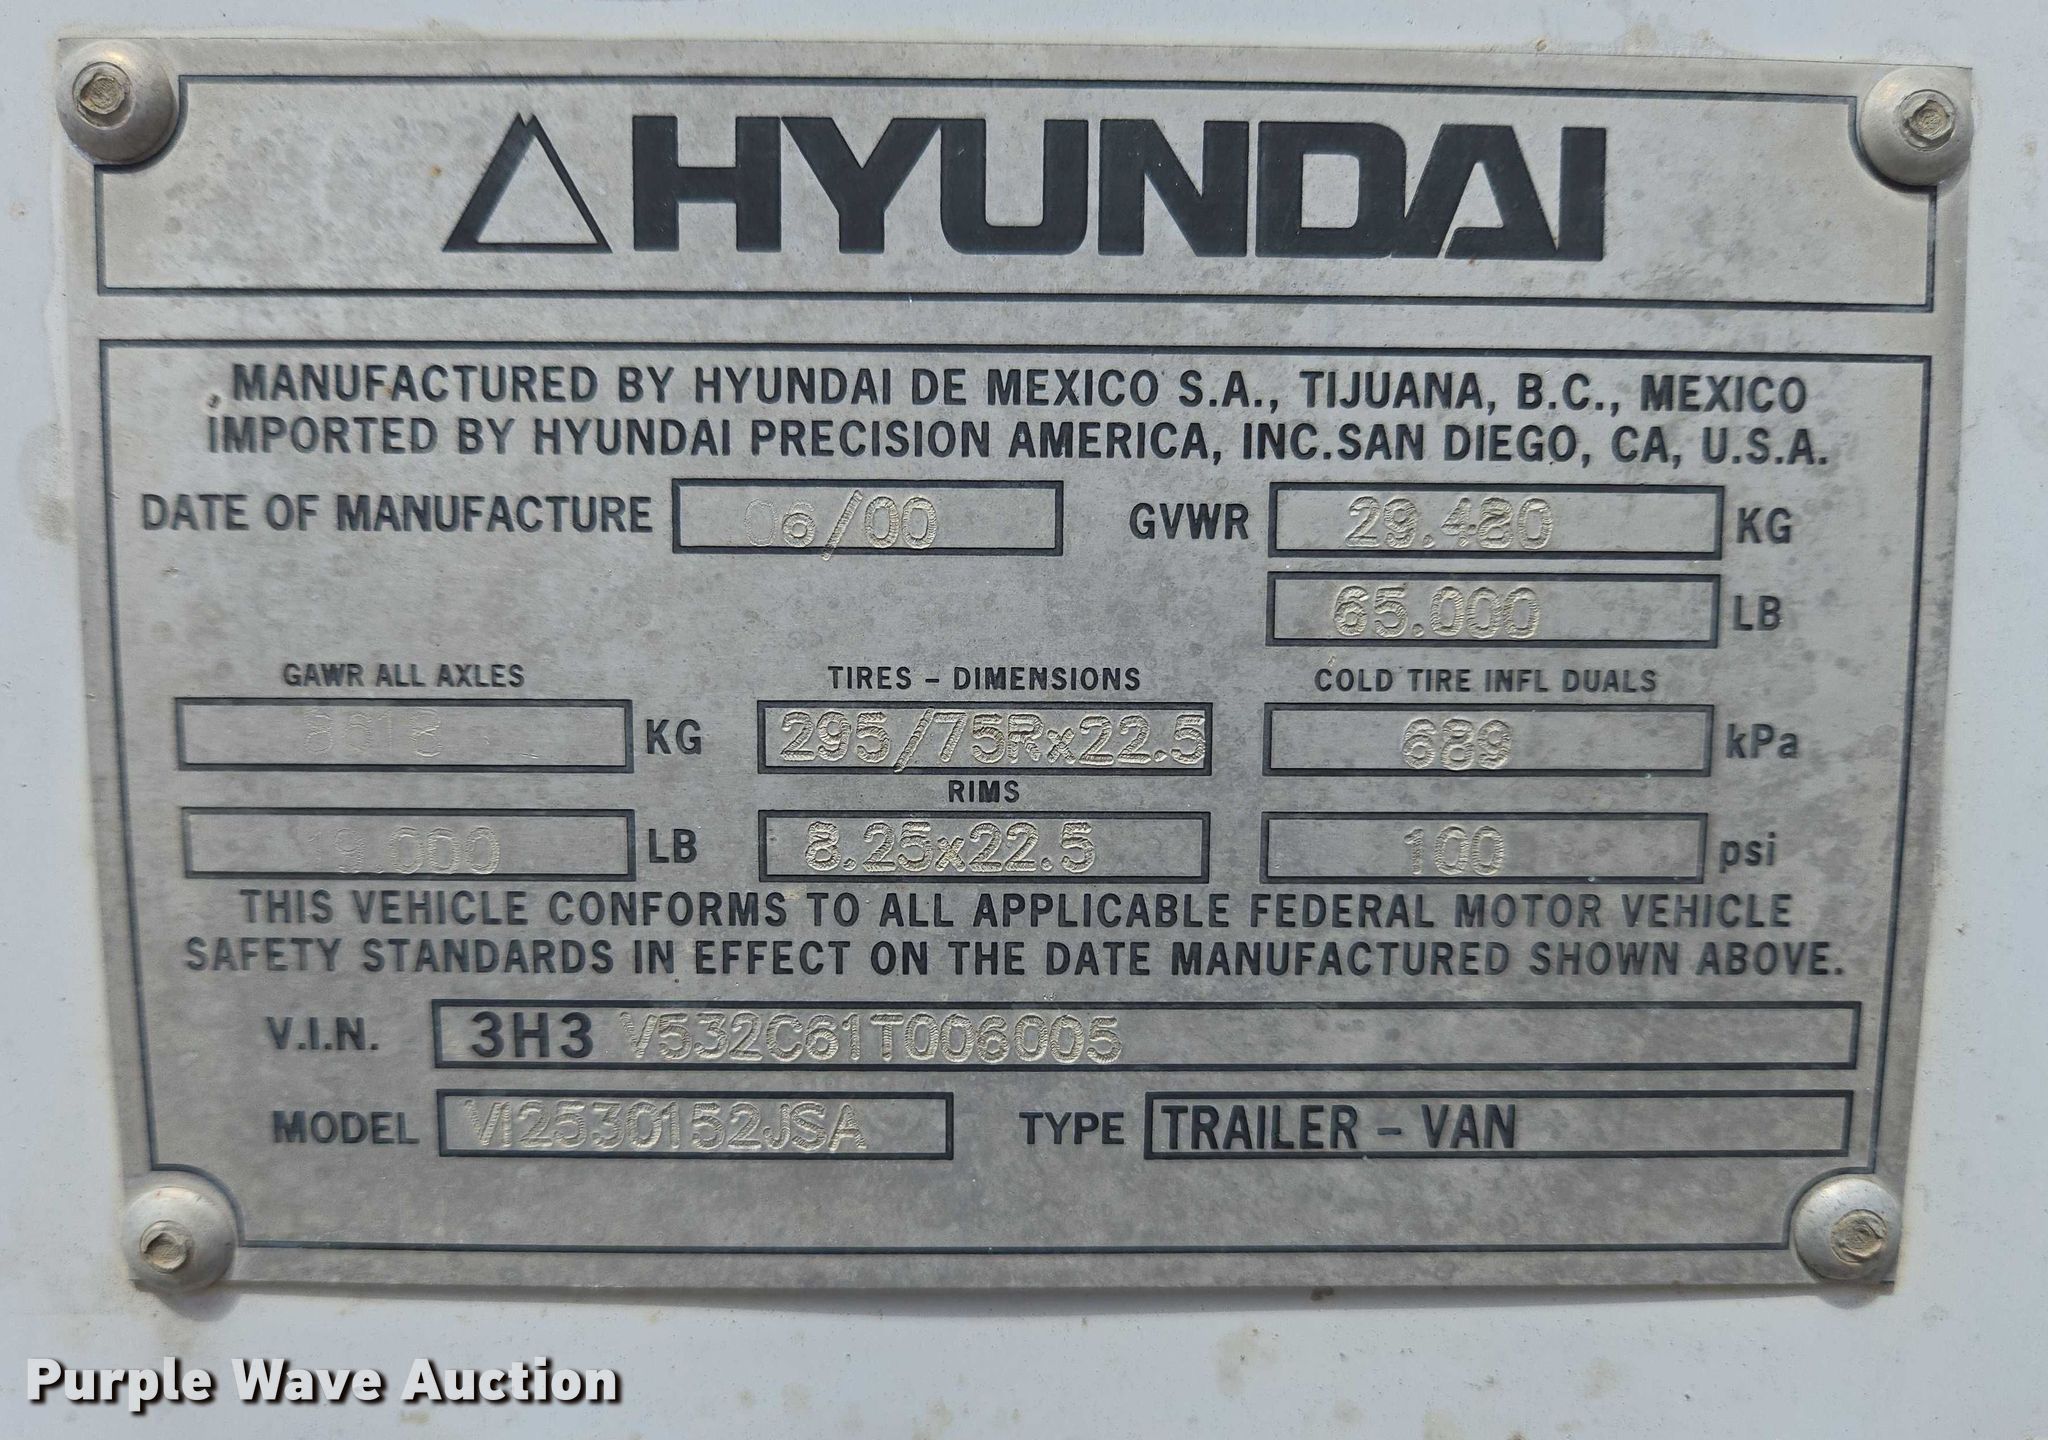 HYUNDAI
MANUFACTURED BY HYUNDAI DE MEXICO S.A., TIJUANA, B.C., MEXICO
IMPORTED BY HYUNDAI PRECISION AMERICA, INC.SAN DIEGO, CA, U.S.A.
DATE OF MANUFACTURE 06/00 GVWR 29.480 KG
65.000 LB
GAWR ALL AXLES TIRES - DIMENSIONS COLD TIRE INFL DUALS
8618 KG 295/75Rx22.5 689 kPa
RIMS
19.000 LB 8.25x22.5 100 psi
THIS VEHICLE CONFORMS TO ALL APPLICABLE FEDERAL MOTOR VEHICLE
SAFETY STANDARDS IN EFFECT ON THE DATE MANUFACTURED SHOWN ABOVE.
V.I.N. 3H3 V532C61T006005
MODEL VI2530152JSA TYPE TRAILER - VAN
Purple Wave Auction